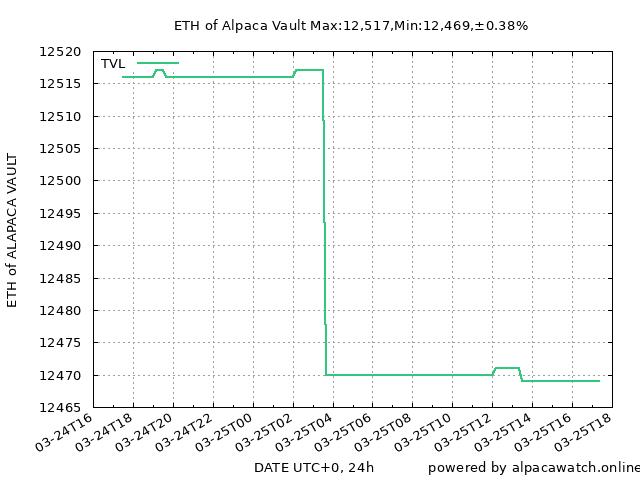 ETH of Alpaca Vault Max:12,517,Min:12,469,±0.38%
TVL
12520
12515
12510
12505
12500
12495
12490
12485
12480
12475
12470
12465
ETH of ALAPACA VAULT
03-24T16
03-24T18
03-24T20
03-24T22
03-25T00
03-25T02
03-25T04
03-25T06
03-25T08
03-25T10
03-25T12
03-25T14
03-25T16
03-25T18
DATE UTC+0, 24h
powered by alpacawatch.online